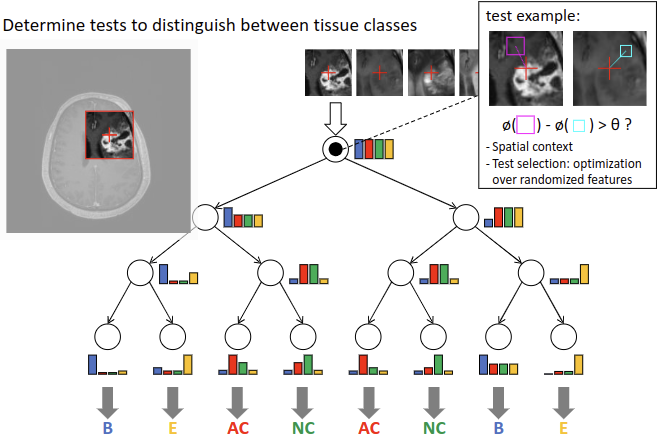 Determine tests to distinguish between tissue classes
test example:
ø( ) - ø( ) > θ ?
- Spatial context
- Test selection: optimization
over randomized features
B
E
AC
NC
AC
NC
B
E